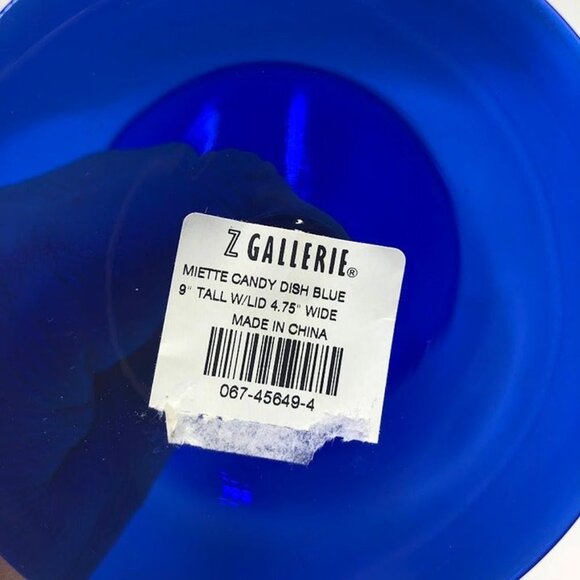 Z GALLERIE®
MIETTE CANDY DISH BLUE
9" TALL W/LID 4.75" WIDE
MADE IN CHINA
067-45649-4